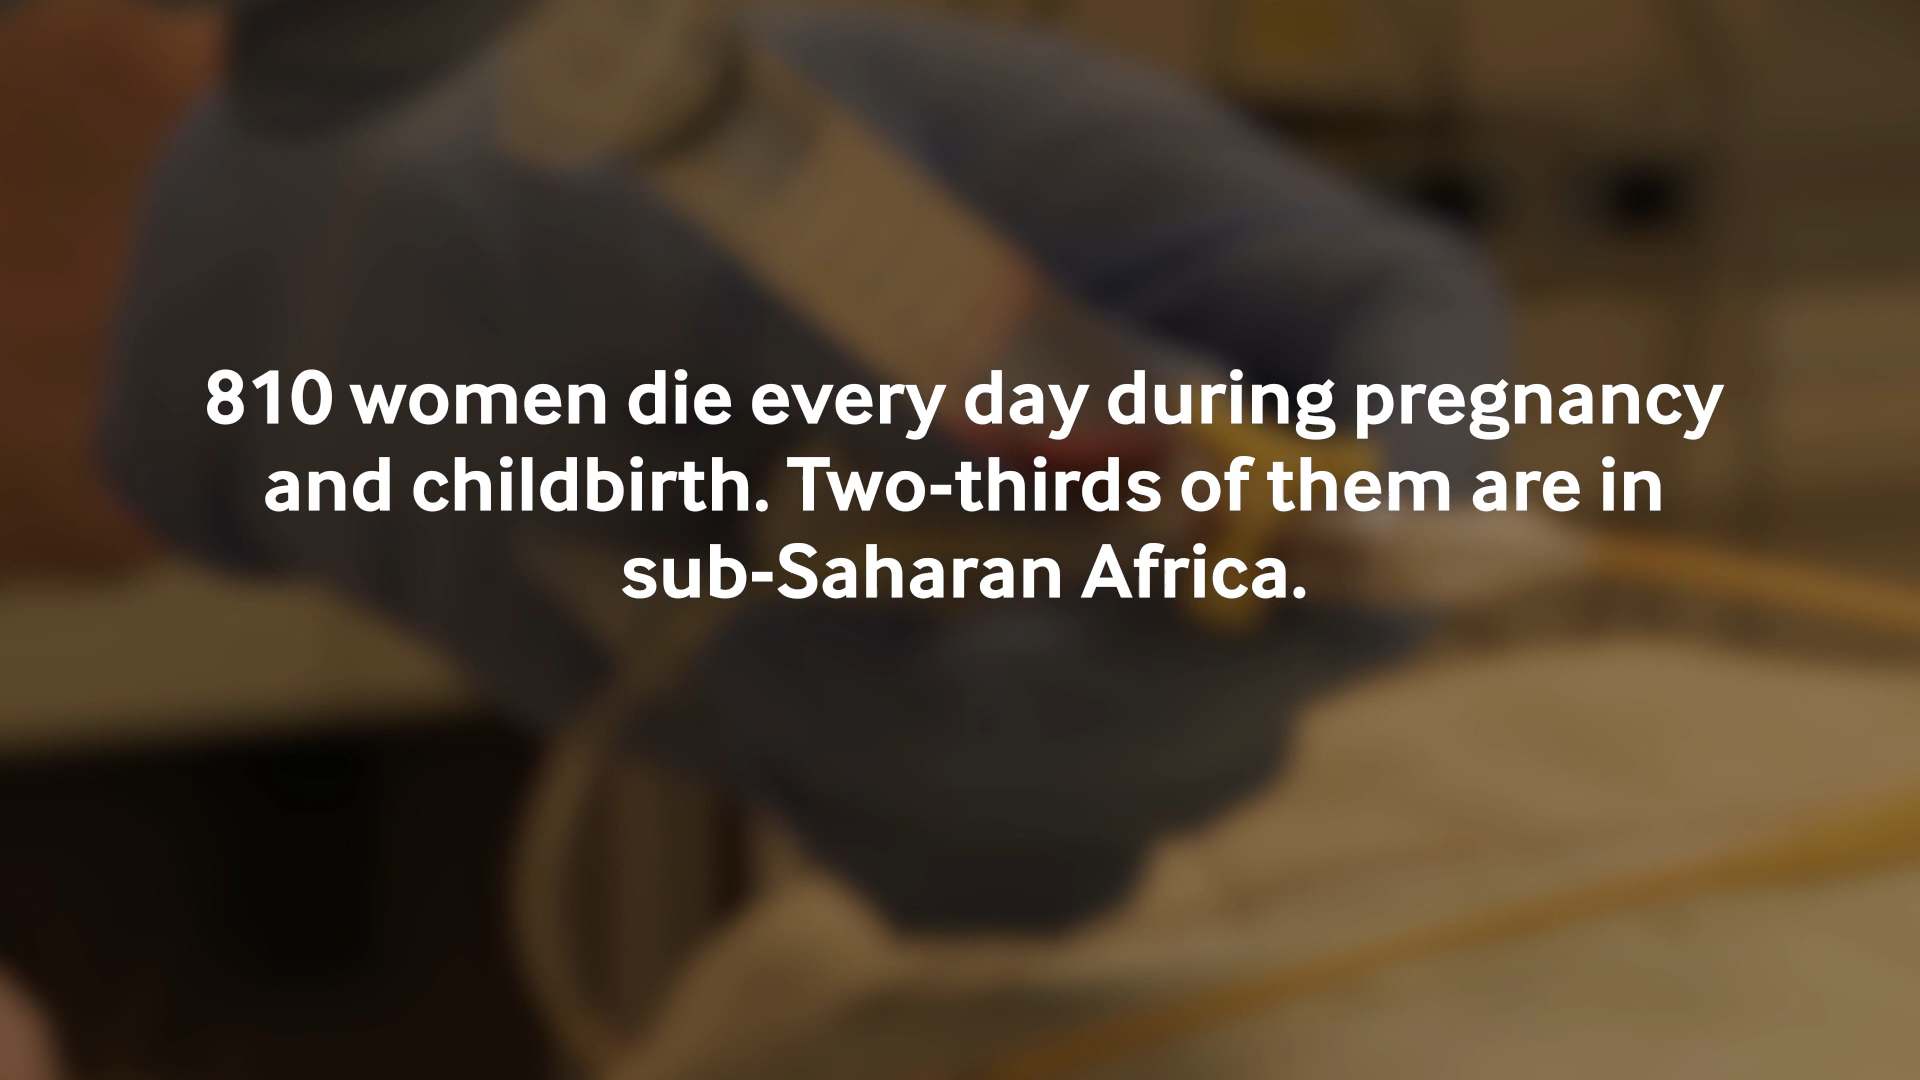 810 women die every day during pregnancy
and childbirth. Two-thirds of them are in
sub-Saharan Africa.